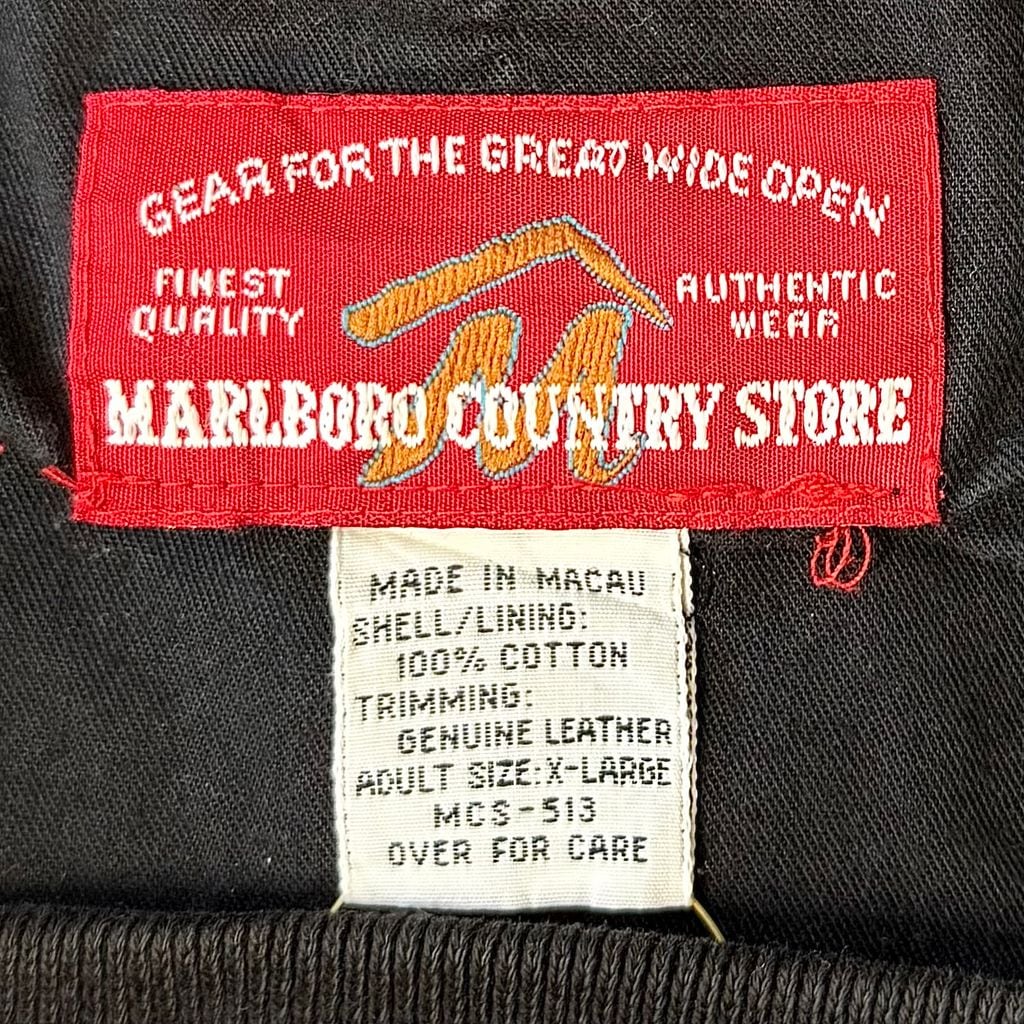 GEAR FOR THE GREAT WIDE OPEN
FINEST
QUALITY
AUTHENTIC
WEAR
M
MARLBORO COUNTRY STORE
MADE IN MACAU
SHELL/LINING:
100% COTTON
TRIMMING:
GENUINE LEATHER
ADULT SIZE:X-LARGE
MCS-513
OVER FOR CARE